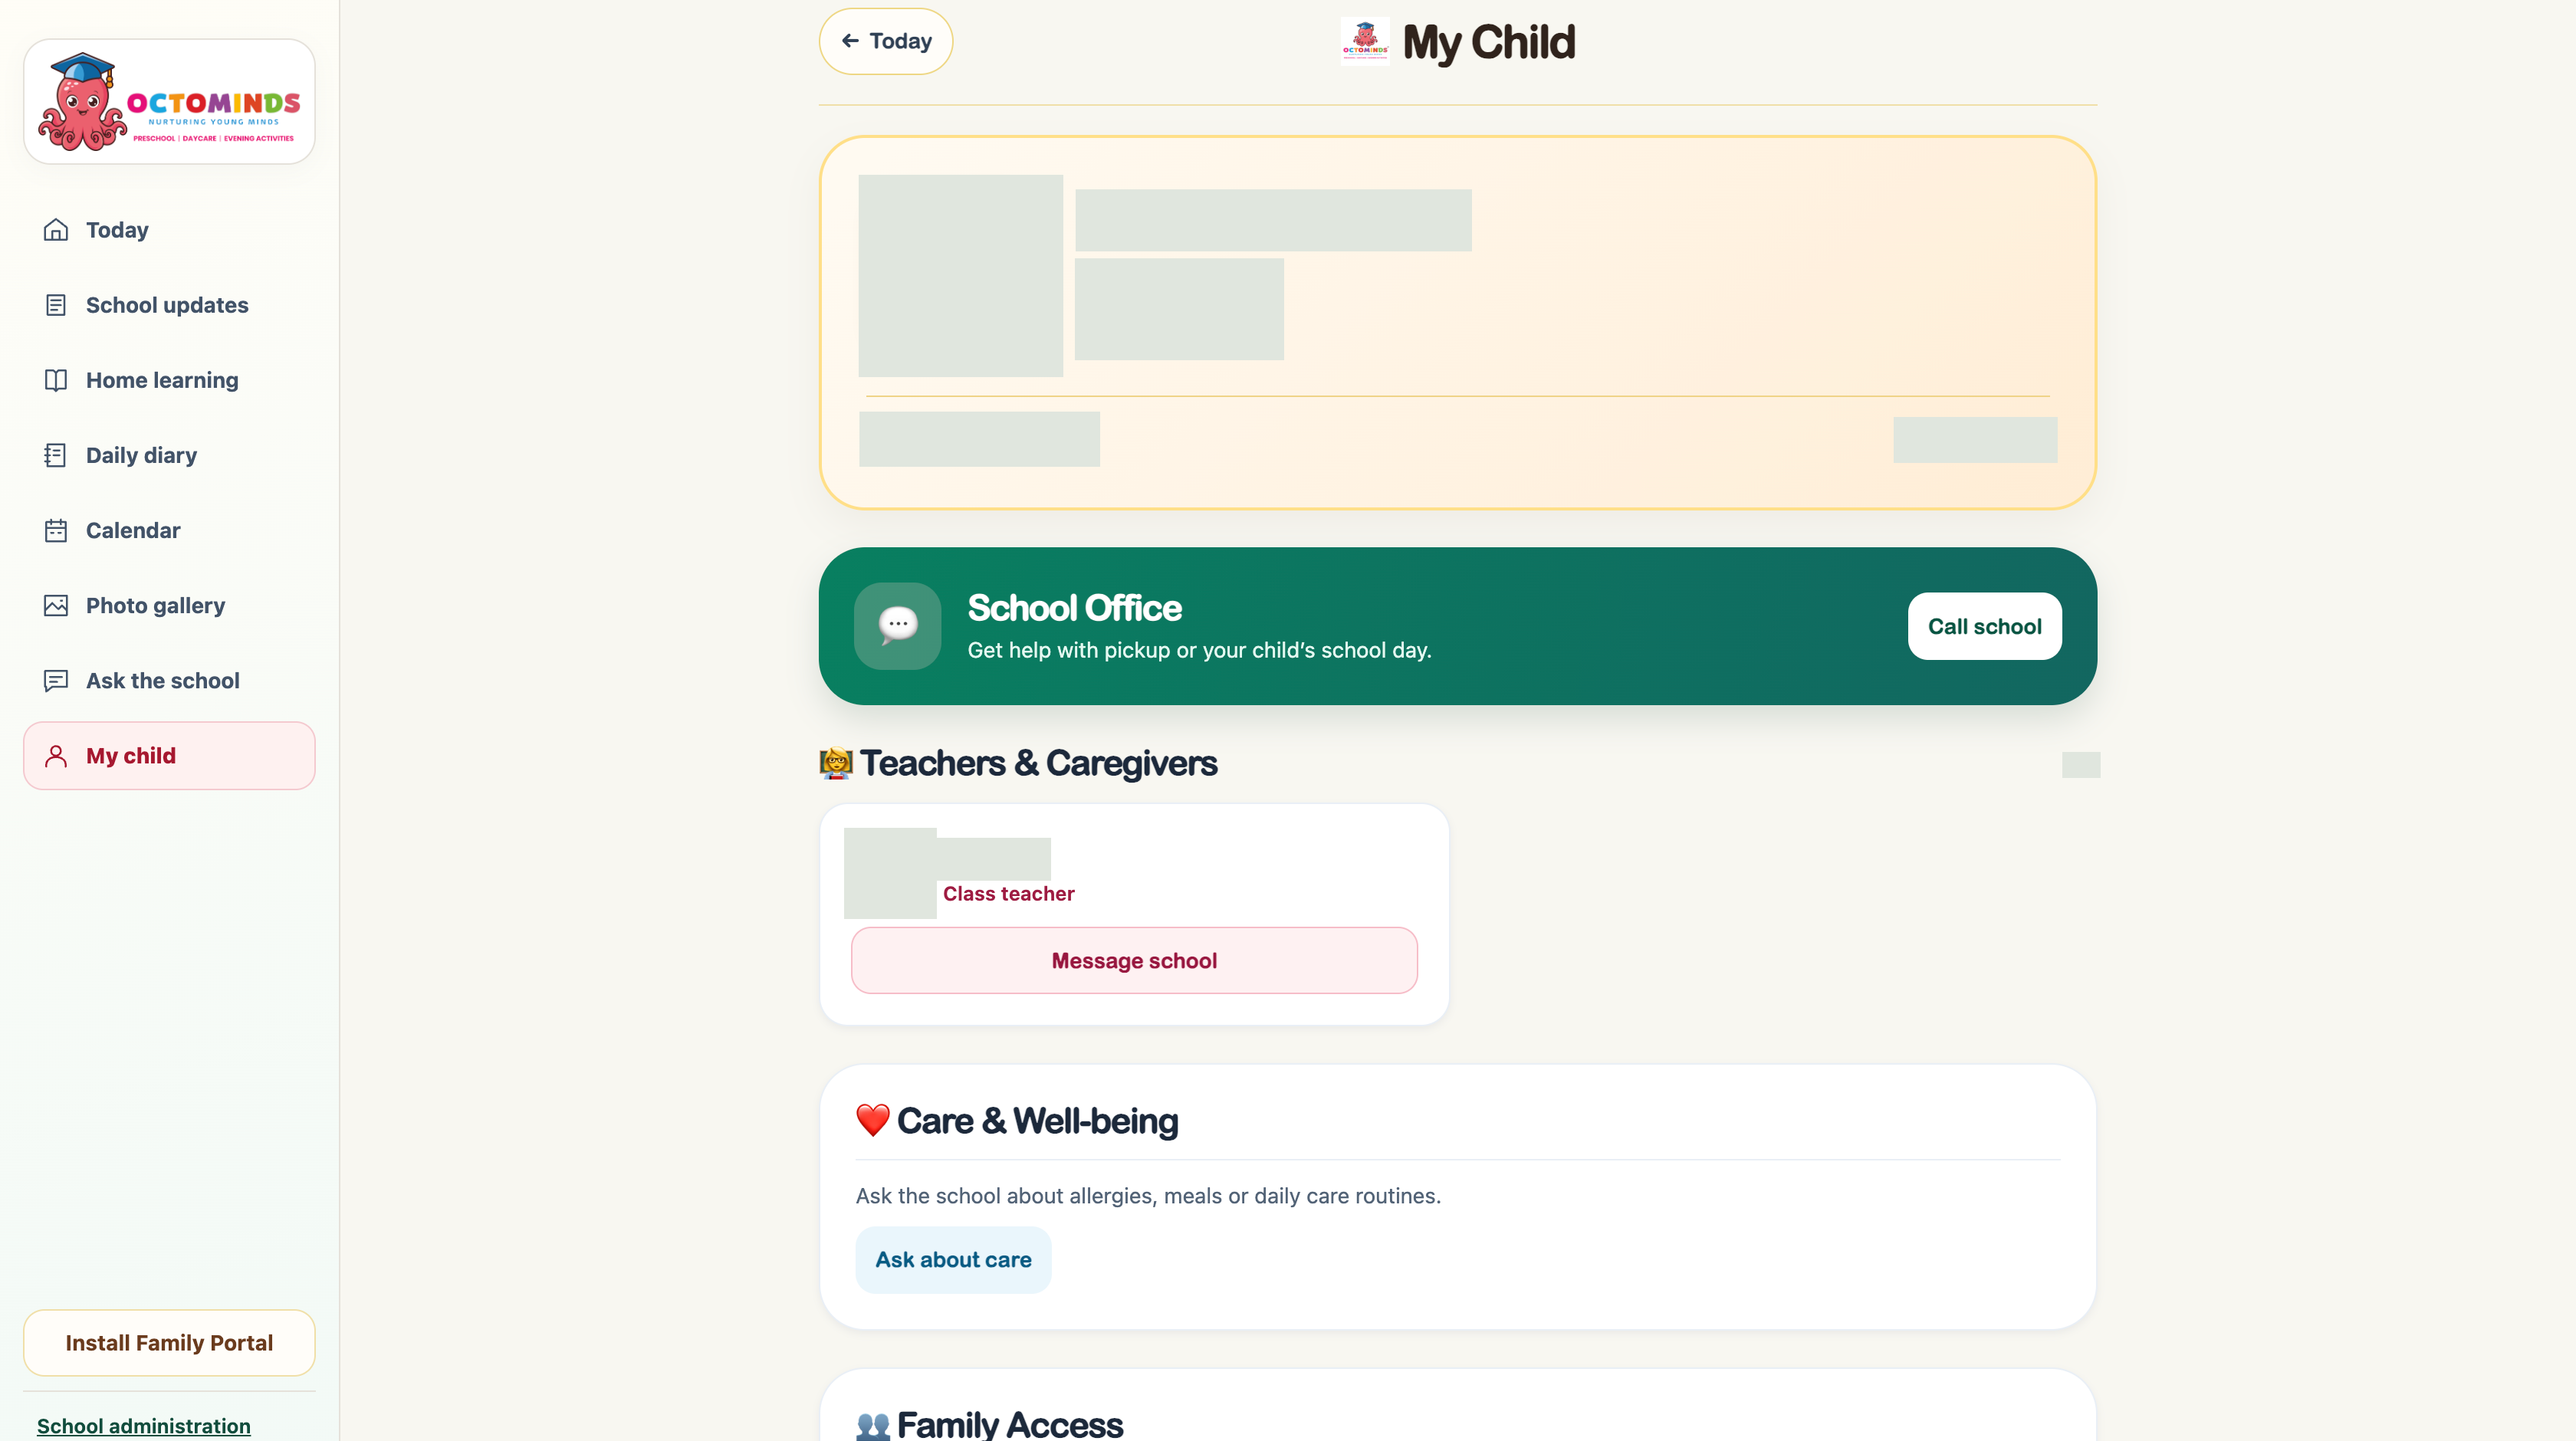 OCTOMINDS
NURTURING YOUNG MINDS
PRESCHOOL | DAYCARE | EVENING ACTIVITIES
Today
School updates
Home learning
Daily diary
Calendar
Photo gallery
Ask the school
My child
Install Family Portal
School administration
← Today
OCTOMINDS
My Child
School Office
Get help with pickup or your child’s school day.
Call school
Teachers & Caregivers
Class teacher
Message school
Care & Well-being
Ask the school about allergies, meals or daily care routines.
Ask about care
Family Access